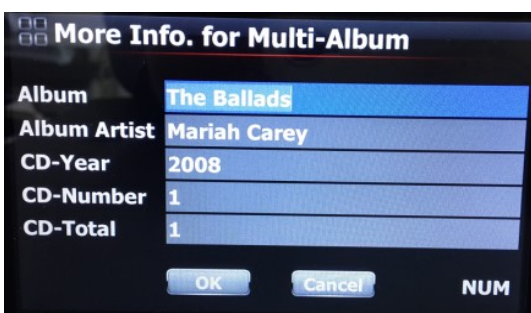 More Info. for Multi-Album
Album The Ballads
Album Artist Mariah Carey
CD-Year 2008
CD-Number 1
CD-Total 1
OK Cancel NUM